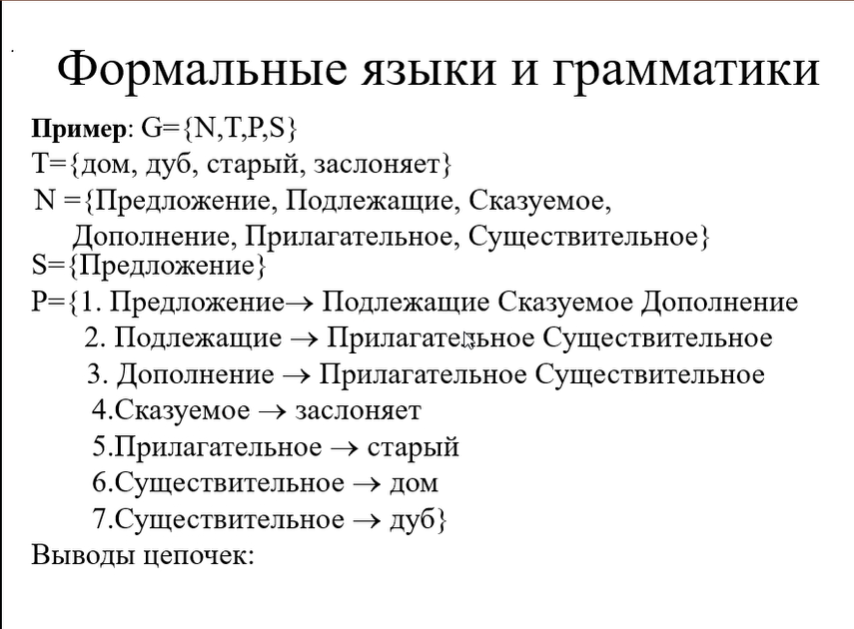 Формальные языки и грамматики
Пример: G={N,T,P,S}
T={дом, дуб, старый, заслоняет}
N ={Предложение, Подлежащие, Сказуемое,
Дополнение, Прилагательное, Существительное}
S={Предложение}
P={1. Предложение→ Подлежащие Сказуемое Дополнение
2. Подлежащие → Прилагательное Существительное
3. Дополнение → Прилагательное Существительное
4.Сказуемое → заслоняет
5.Прилагательное → старый
6.Существительное → дом
7.Существительное → дуб}
Выводы цепочек: